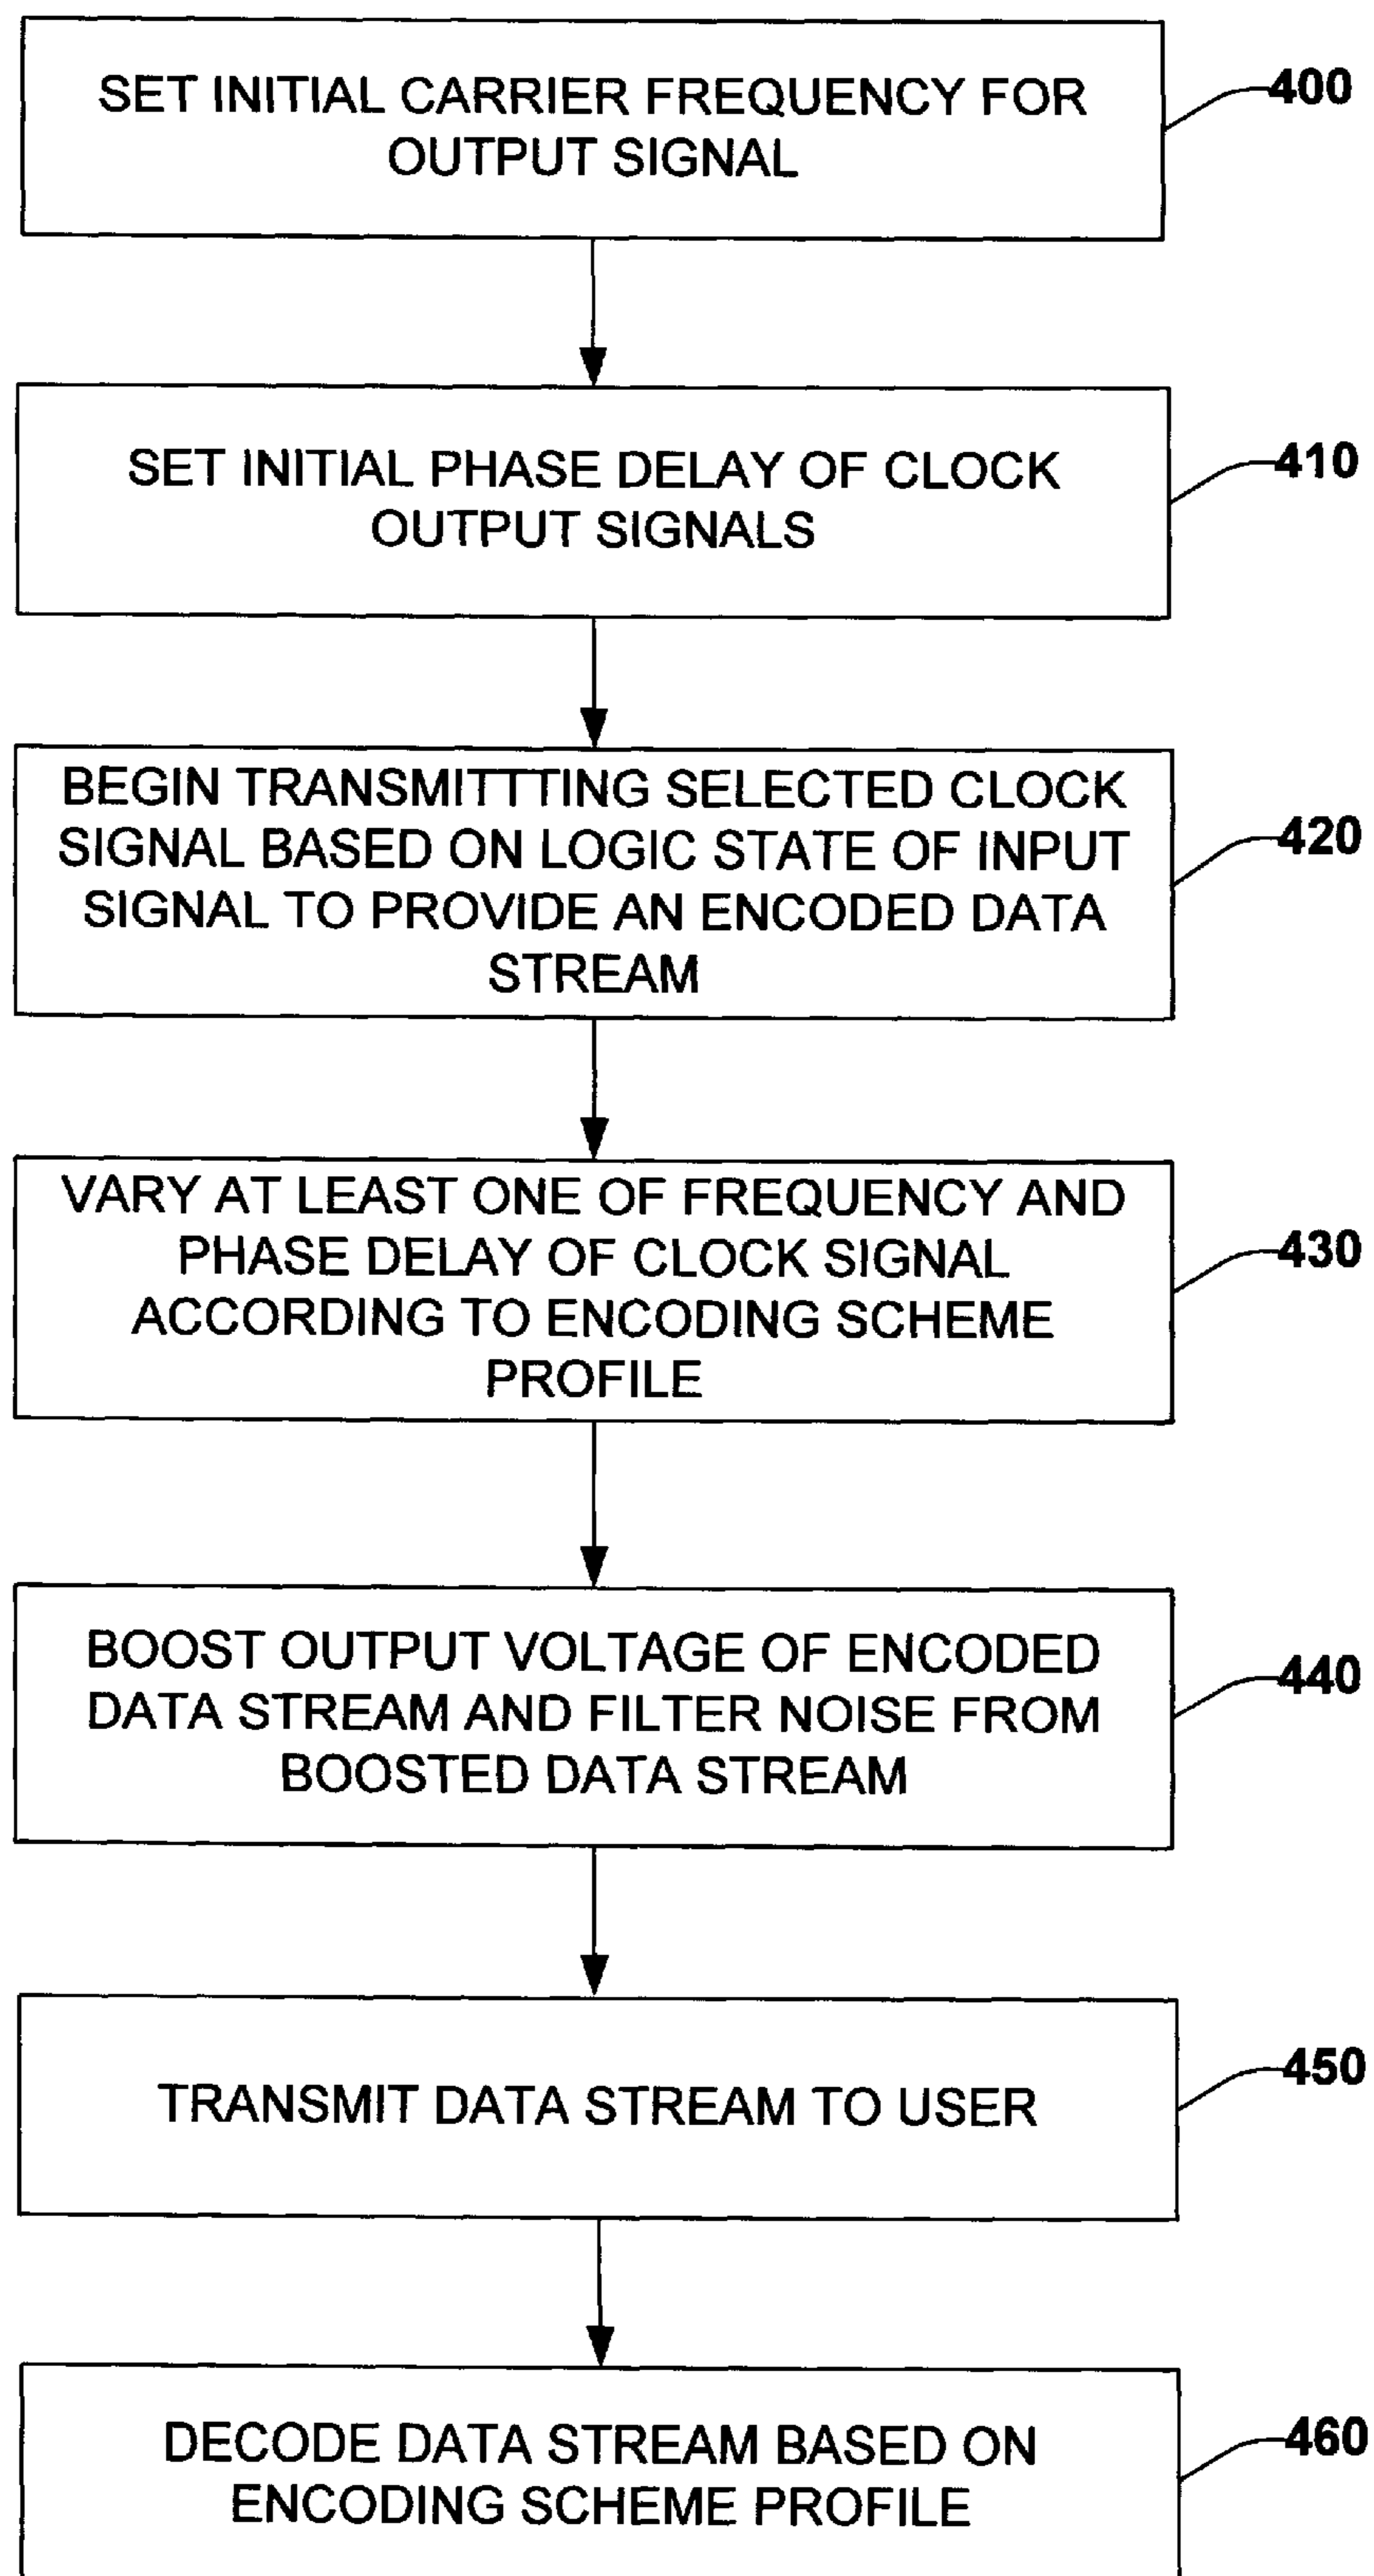 SET INITIAL CARRIER FREQUENCY FOR
OUTPUT SIGNAL
400
SET INITIAL PHASE DELAY OF CLOCK
OUTPUT SIGNALS
410
BEGIN TRANSMITTTING SELECTED CLOCK
SIGNAL BASED ON LOGIC STATE OF INPUT
SIGNAL TO PROVIDE AN ENCODED DATA
STREAM
420
VARY AT LEAST ONE OF FREQUENCY AND
PHASE DELAY OF CLOCK SIGNAL
ACCORDING TO ENCODING SCHEME
PROFILE
430
BOOST OUTPUT VOLTAGE OF ENCODED
DATA STREAM AND FILTER NOISE FROM
BOOSTED DATA STREAM
440
TRANSMIT DATA STREAM TO USER
450
DECODE DATA STREAM BASED ON
ENCODING SCHEME PROFILE
460